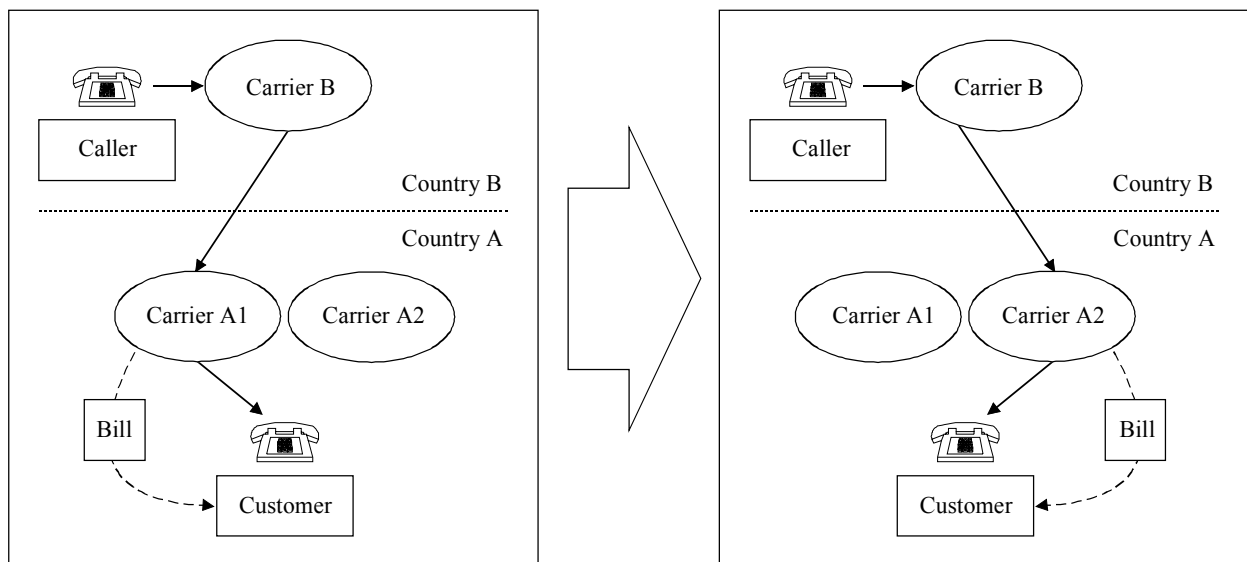 Carrier B
Caller
Country B
Country A
Carrier A1
Carrier A2
Bill
Customer
Carrier B
Caller
Country B
Country A
Carrier A1
Carrier A2
Bill
Customer